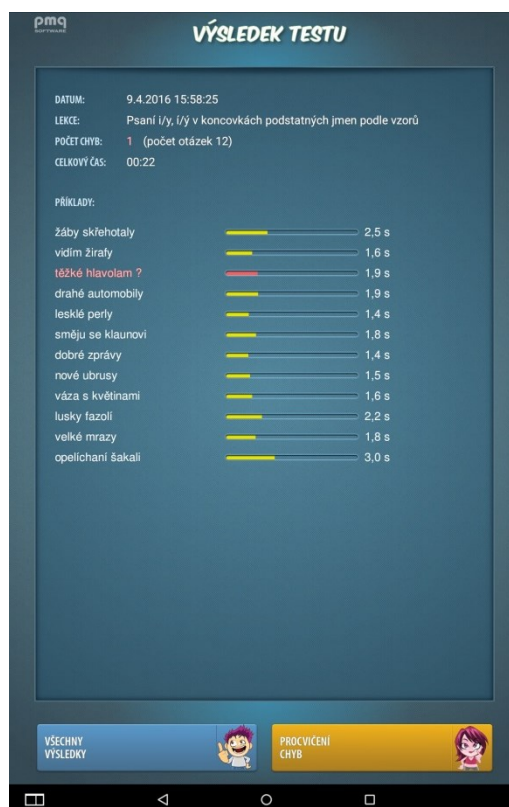 pmq
SOFTWARE
VÝSLEDEK TESTU
DATUM: 9.4.2016 15:58:25
LEKCE: Psaní i/y, í/ý v koncovkách podstatných jmen podle vzorů
POČET CHYB: 1 (počet otázek 12)
CELKOVÝ ČAS: 00:22
PŘÍKLADY:
žáby skřehotaly 2,5 s
vidím žirafy 1,6 s
těžké hlavolam ? 1,9 s
drahé automobily 1,9 s
lesklé perly 1,4 s
směju se klaunovi 1,8 s
dobré zprávy 1,4 s
nové ubrusy 1,5 s
váza s květinami 1,6 s
lusky fazolí 2,2 s
velké mrazy 1,8 s
opelíchaní šakali 3,0 s
VŠECHNY
VÝSLEDKY
PROCVIČENÍ
CHYB